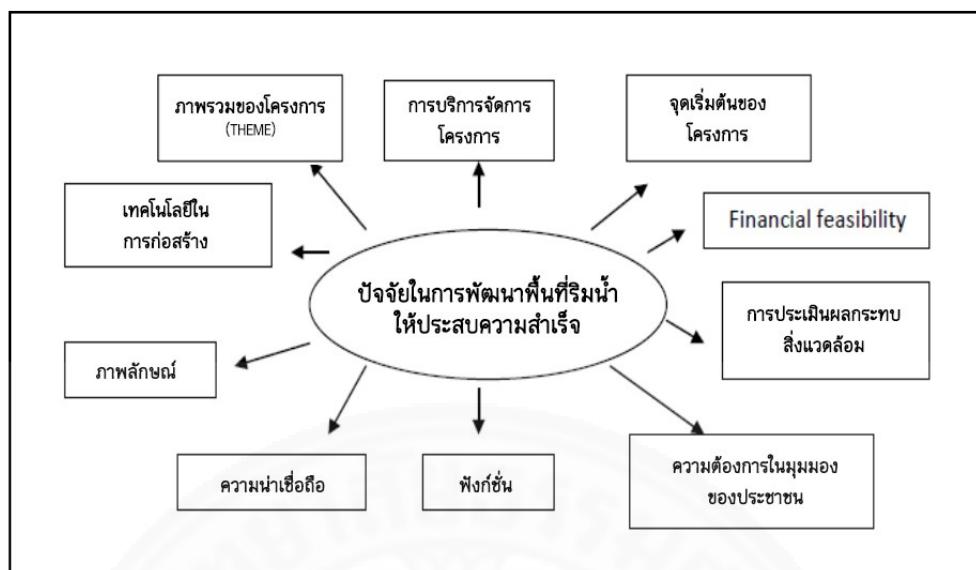 ภาพรวมของโครงการ
(THEME)
การบริการจัดการ
โครงการ
จุดเริ่มต้นของ
โครงการ
เทคโนโลยีใน
การก่อสร้าง
Financial feasibility
ปัจจัยในการพัฒนาพื้นที่ริมน้ำ
ให้ประสบความสำเร็จ
การประเมินผลกระทบ
สิ่งแวดล้อม
ภาพลักษณ์
ความน่าเชื่อถือ
ฟังก์ชั่น
ความต้องการในมุมมอง
ของประชาชน